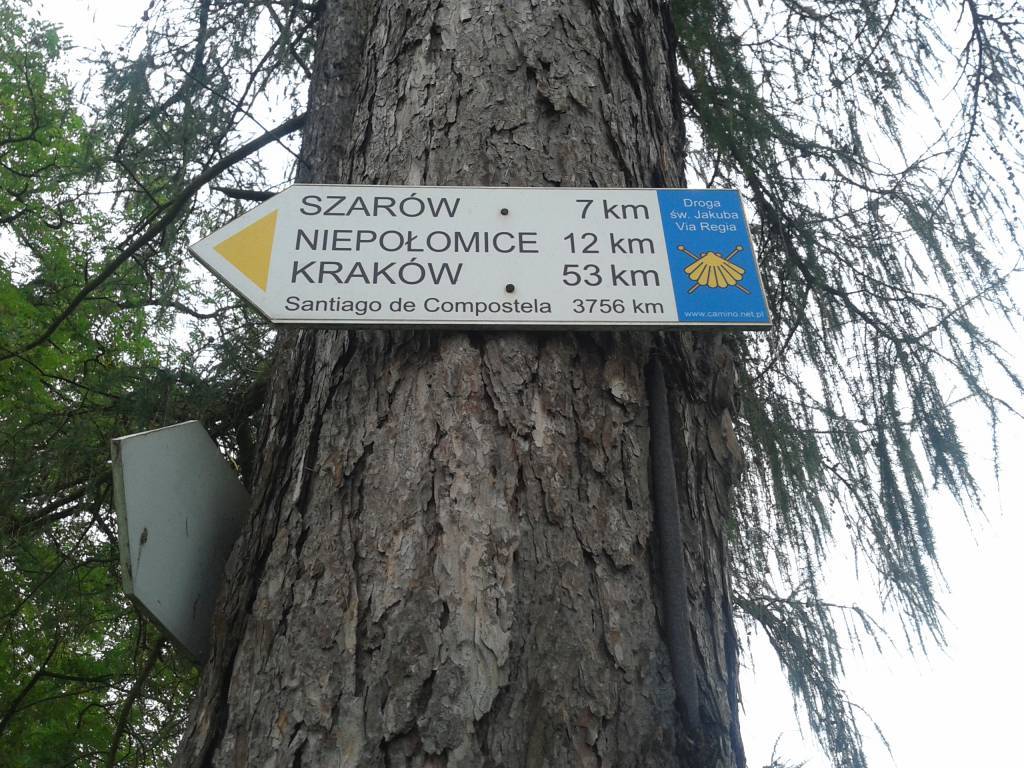 SZARÓW 7 km
NIEPOŁOMICE 12 km
KRAKÓW 53 km
Santiago de Compostela 3756 km
Droga
św. Jakuba
Via Regia
www.camino.net.pl